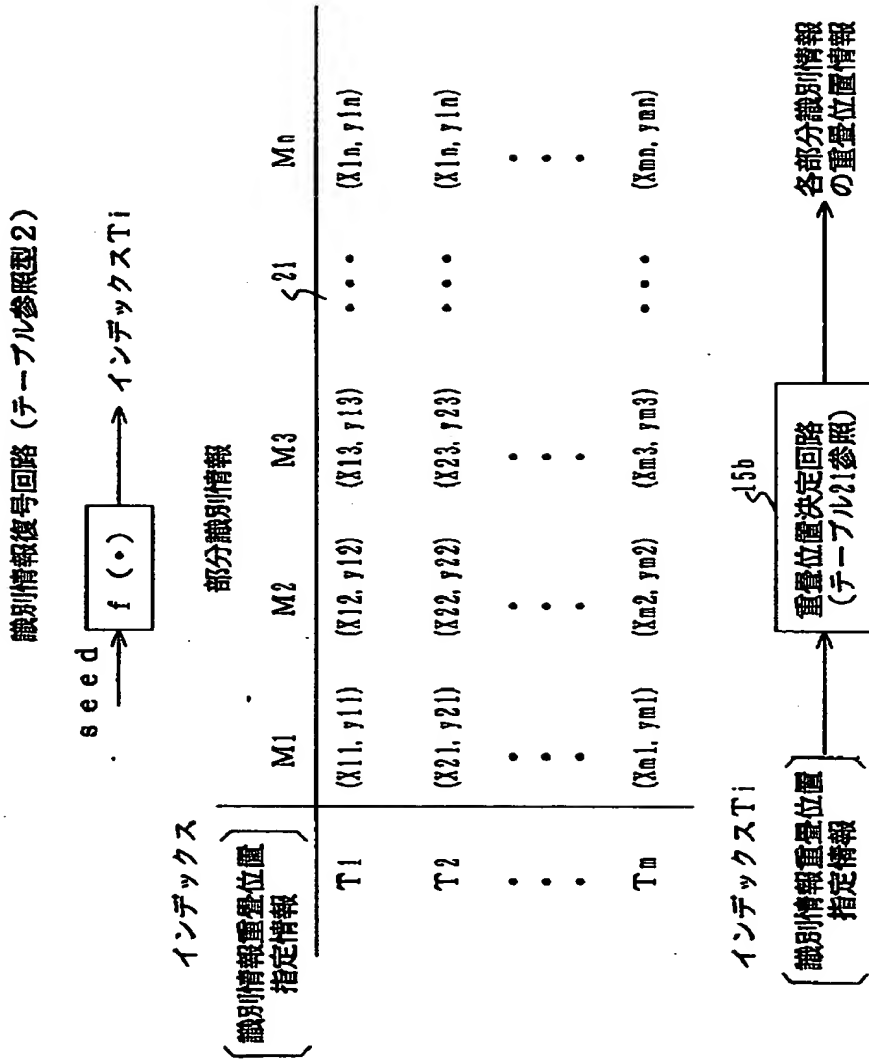 識別情報復号回路 (テーブル参照型2)
seed
f (・)
インデックスTi
インデックス
識別情報重畳位置
指定情報
部分識別情報
21
M1 M2 M3 Mn
T1 (X11, y11) (X12, y12) (X13, y13) ・・・ (X1n, y1n)
T2 (X21, y21) (X22, y22) (X23, y23) ・・・ (X1n, y1n)
Tm (Xm1, ym1) (Xm2, ym2) (Xm3, ym3) ・・・ (Xmn, ymn)
インデックスTi
識別情報重畳位置
指定情報
15b
重畳位置決定回路
(テーブル21参照)
各部分識別情報
の重畳位置情報